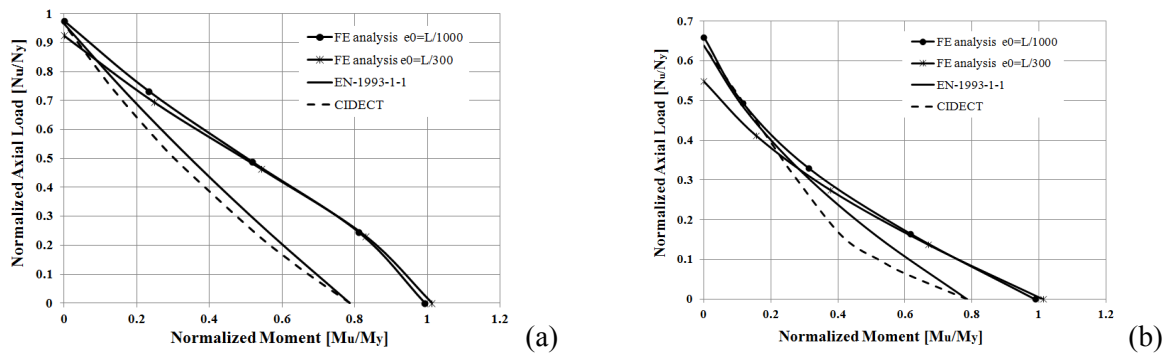 Normalized Axial Load [Nu/Ny]
1
0.9
0.8
0.7
0.6
0.5
0.4
0.3
0.2
0.1
0
0
0.2
0.4
0.6
0.8
1
1.2
Normalized Moment [Mu/My]
FE analysis e0=L/1000
FE analysis e0=L/300
EN-1993-1-1
CIDECT
(a)
Normalized Axial Load [Nu/Ny]
0.7
0.6
0.5
0.4
0.3
0.2
0.1
0
0
0.2
0.4
0.6
0.8
1
1.2
Normalized Moment [Mu/My]
FE analysis e0=L/1000
FE analysis e0=L/300
EN-1993-1-1
CIDECT
(b)